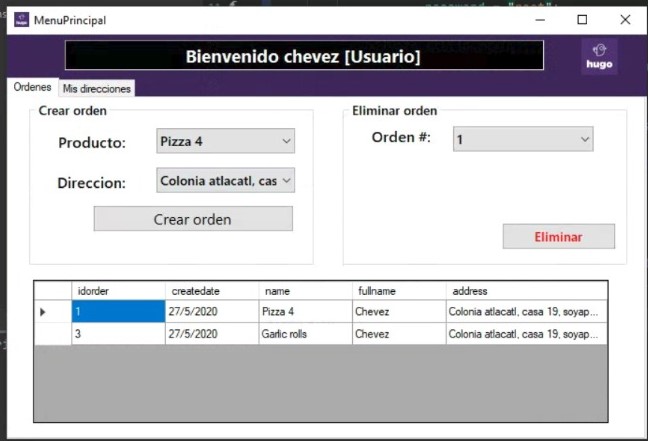 hugo
MenuPrincipal
Bienvenido chevez [Usuario]
hugo
Ordenes
Mis direcciones
Crear orden
Producto:
Pizza 4
Direccion:
Colonia atlacatl, cas
Crear orden
Eliminar orden
Orden #:
1
Eliminar
idorder createdate name fullname address
1 27/5/2020 Pizza 4 Chevez Colonia atlacatl, casa 19, soyap...
3 27/5/2020 Garlic rolls Chevez Colonia atlacatl, casa 19, soyap...